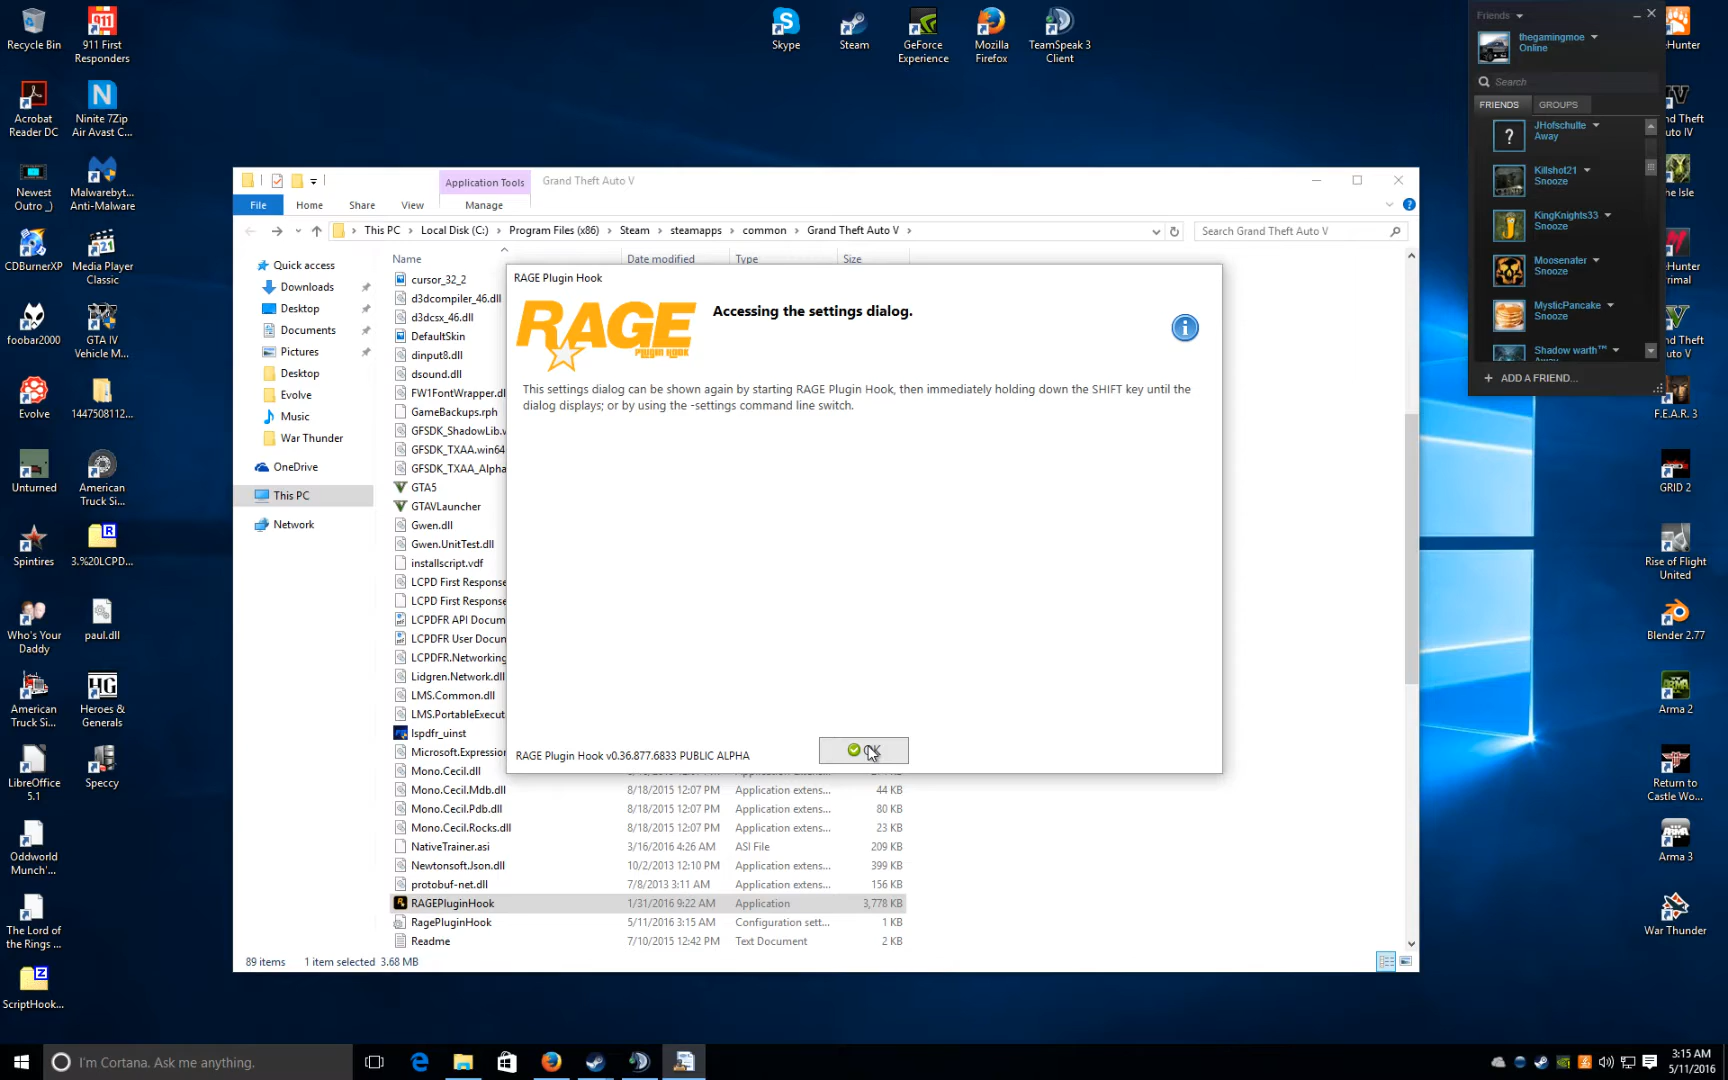 Recycle Bin
911 First
Responders
Acrobat
Reader DC
Ninite 7Zip
Air Avast C...
Newest
Outro _)
Malwarebyt...
Anti-Malware
CDBurnerXP
Media Player
Classic
foobar2000
GTA IV
Vehicle M...
Evolve
1447508112...
Unturned
American
Truck Si...
Spintires
3.%20LCPD...
Who's Your
Daddy
paul.dll
American
Truck Si...
Heroes &
Generals
LibreOffice
5.1
Speccy
Oddworld
Munch'...
The Lord of
the Rings ...
ScriptHook...
Skype
Steam
GeForce
Experience
Mozilla
Firefox
TeamSpeak 3
Client
Friends
thegamingmoe
Online
Search
FRIENDS
GROUPS
JHofschulte
Away
Killshot21
Snooze
KingKnights33
Snooze
Moosenater
Snooze
MysticPancake
Snooze
Shadow warth™
+ ADD A FRIEND...
F.E.A.R. 3
GRID 2
Rise of Flight
United
Blender 2.77
Arma 2
Return to
Castle Wo...
Arma 3
War Thunder
Application Tools
Grand Theft Auto V
File
Home
Share
View
Manage
This PC > Local Disk (C:) > Program Files (x86) > Steam > steamapps > common > Grand Theft Auto V >
Search Grand Theft Auto V
Quick access
Downloads
Desktop
Documents
Pictures
Desktop
Evolve
Music
War Thunder
OneDrive
This PC
Network
Name
Date modified
Type
Size
cursor_32_2
d3dcompiler_46.dll
d3dcsx_46.dll
DefaultSkin
dinput8.dll
dsound.dll
FW1FontWrapper.dl
GameBackups.rph
GFSDK_ShadowLib.v
GFSDK_TXAA.win64
GFSDK_TXAA_Alpha
GTA5
GTAVLauncher
Gwen.dll
Gwen.UnitTest.dll
installscript.vdf
LCPD First Response
LCPD First Response
LCPDFR API Docum
LCPDFR User Docun
LCPDFR.Networking
Lidgren.Network.dll
LMS.Common.dll
LMS.PortableExecut
lspdfr_uinst
Microsoft.Expression
Mono.Cecil.dll
Mono.Cecil.Mdb.dll 8/18/2015 12:07 PM Application extens... 44 KB
Mono.Cecil.Pdb.dll 8/18/2015 12:07 PM Application extens... 80 KB
Mono.Cecil.Rocks.dll 8/18/2015 12:07 PM Application extens... 23 KB
NativeTrainer.asi 3/16/2016 4:26 AM ASI File 209 KB
Newtonsoft.Json.dll 10/2/2013 12:10 PM Application extens... 399 KB
protobuf-net.dll 7/8/2013 3:11 AM Application extens... 156 KB
RAGEPluginHook 1/31/2016 9:22 AM Application 3,778 KB
RagePluginHook 5/11/2016 3:15 AM Configuration sett... 1 KB
Readme 7/10/2015 12:42 PM Text Document 2 KB
89 items 1 item selected 3.68 MB
RAGE Plugin Hook
RAGE
PLUGIN HOOK
Accessing the settings dialog.
This settings dialog can be shown again by starting RAGE Plugin Hook, then immediately holding down the SHIFT key until the
dialog displays; or by using the -settings command line switch.
RAGE Plugin Hook v0.36.877.6833 PUBLIC ALPHA
OK
I'm Cortana. Ask me anything.
3:15 AM
5/11/2016